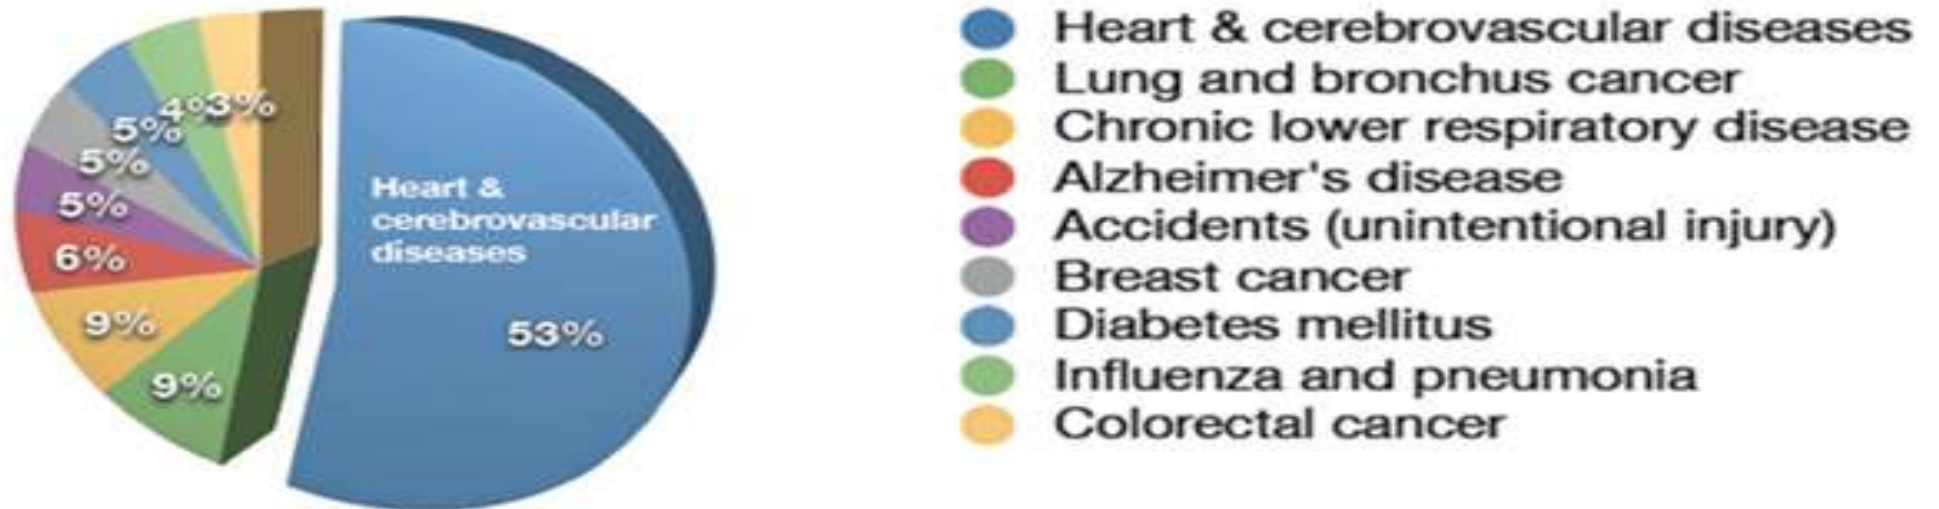 4%
3%
5%
5%
5%
6%
9%
9%
Heart &
cerebrovascular
diseases
53%
Heart & cerebrovascular diseases
Lung and bronchus cancer
Chronic lower respiratory disease
Alzheimer's disease
Accidents (unintentional injury)
Breast cancer
Diabetes mellitus
Influenza and pneumonia
Colorectal cancer